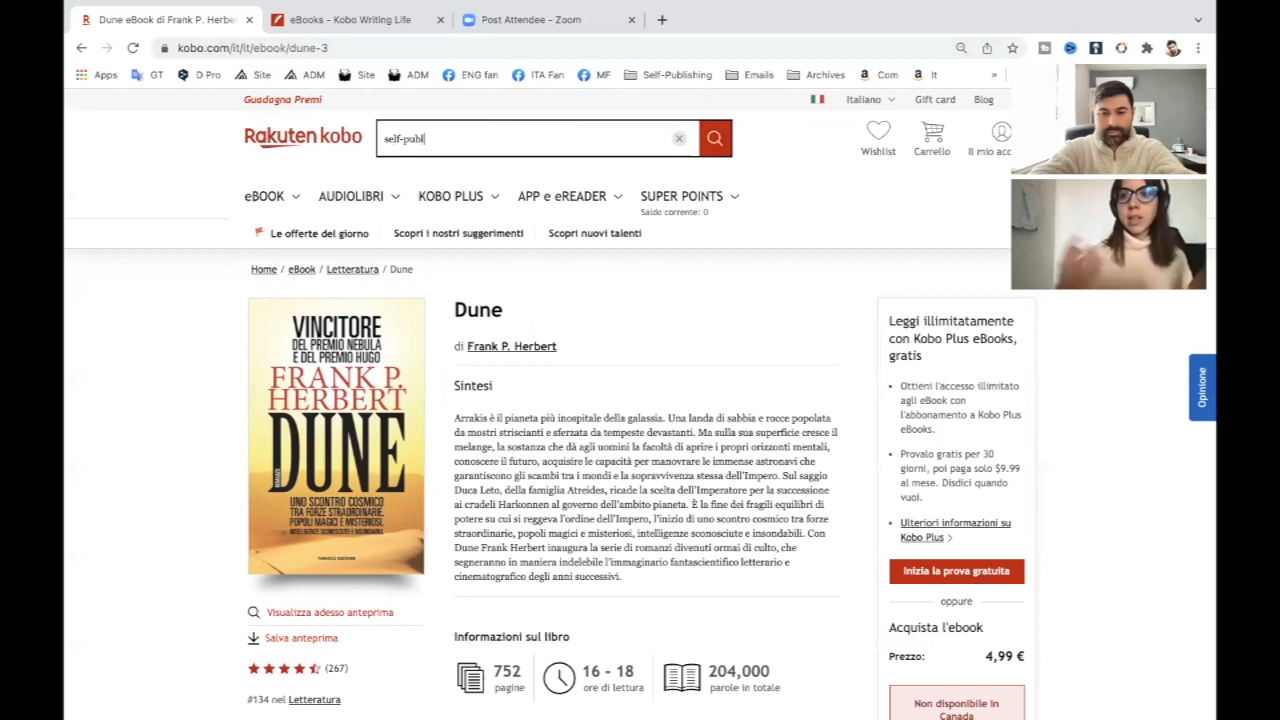 Dune eBook di Frank P. Herber
eBooks - Kobo Writing Life
Post Attendee - Zoom
kobo.com/it/it/ebook/dune-3
Apps
GT
D Pro
Site
ADM
Site
ADM
ENG fan
ITA Fan
MF
Self-Publishing
Emails
Archives
Com
It
»
Guadagna Premi
Italiano
Gift card
Blog
Rakuten kobo
self-publ
Wishlist
Carrello
Il mio acc
eBOOK
AUDIOLIBRI
KOBO PLUS
APP e eREADER
SUPER POINTS
Saldo corrente: 0
Le offerte del giorno
Scopri i nostri suggerimenti
Scopri nuovi talenti
Home / eBook / Letteratura / Dune
VINCITORE
DEL PREMIO NEBULA
E DEL PREMIO HUGO
FRANK P.
HERBERT
DUNE
ROMANZO
UNO SCONTRO COSMICO
TRA FORZE STRAORDINARIE,
POPOLI MAGICI E MISTERIOSI,
INTELLIGENZE SCONOSCIUTE E INSONDABILI.
FANUCCI EDITORE
Visualizza adesso anteprima
Salva anteprima
(267)
#134 nel Letteratura
Dune
di Frank P. Herbert
Sintesi
Arrakis è il pianeta più inospitale della galassia. Una landa di sabbia e rocce popolata
da mostri striscianti e sferzata da tempeste devastanti. Ma sulla sua superficie cresce il
melange, la sostanza che dà agli uomini la facoltà di aprire i propri orizzonti mentali,
conoscere il futuro, acquisire le capacità per manovrare le immense astronavi che
garantiscono gli scambi tra i mondi e la sopravvivenza stessa dell'Impero. Sul saggio
Duca Leto, della famiglia Atreides, ricade la scelta dell'Imperatore per la successione
ai crudeli Harkonnen al governo dell'ambito pianeta. È la fine dei fragili equilibri di
potere su cui si reggeva l'ordine dell'Impero, l'inizio di uno scontro cosmico tra forze
straordinarie, popoli magici e misteriosi, intelligenze sconosciute e insondabili. Con
Dune Frank Herbert inaugura la serie di romanzi divenuti ormai di culto, che
segneranno in maniera indelebile l'immaginario fantascientifico letterario e
cinematografico degli anni successivi.
Informazioni sul libro
752
pagine
16 - 18
ore di lettura
204,000
parole in totale
Leggi illimitatamente
con Kobo Plus eBooks,
gratis
Ottieni l'accesso illimitato
agli eBook con
l'abbonamento a Kobo Plus
eBooks.
Provalo gratis per 30
giorni, poi paga solo $9.99
al mese. Disdici quando
vuoi.
Ulteriori informazioni su
Kobo Plus
Inizia la prova gratuita
oppure
Acquista l'ebook
Prezzo: 4,99 €
Non disponibile in
Canada
Opinione